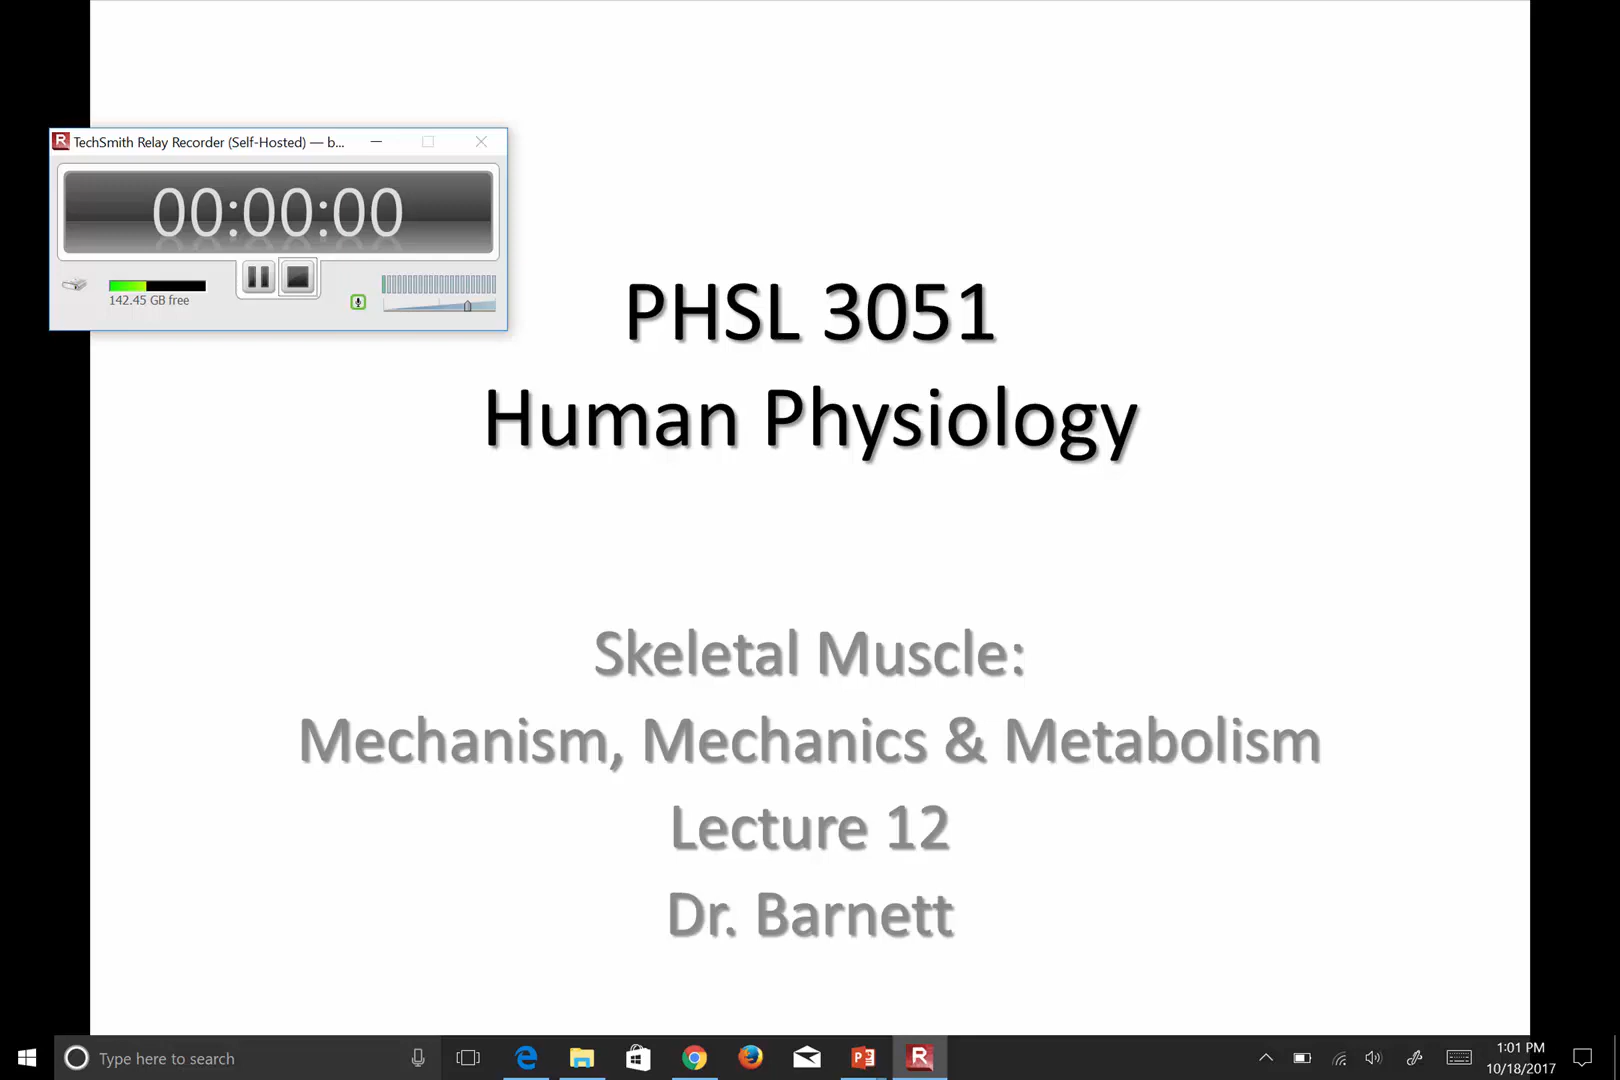 TechSmith Relay Recorder (Self-Hosted) — b...
00:00:00
142.45 GB free
PHSL 3051
Human Physiology
Skeletal Muscle:
Mechanism, Mechanics & Metabolism
Lecture 12
Dr. Barnett
Type here to search
1:01 PM
10/18/2017